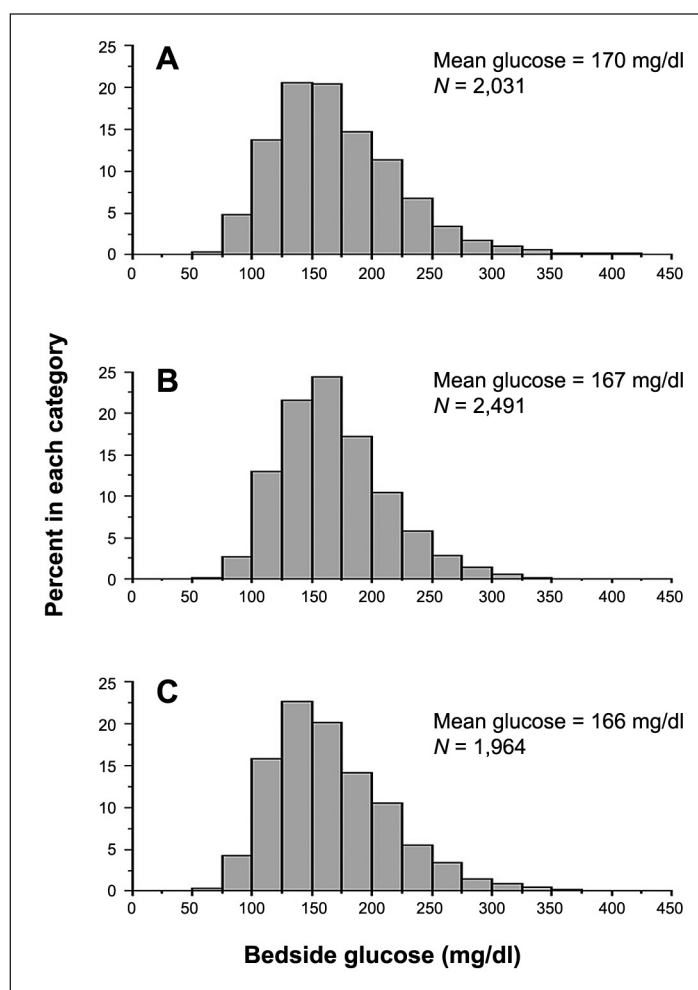 Percent in each category
A
Mean glucose = 170 mg/dl
N = 2,031
25
20
15
10
5
0
0 50 100 150 200 250 300 350 400 450
B
Mean glucose = 167 mg/dl
N = 2,491
25
20
15
10
5
0
0 50 100 150 200 250 300 350 400 450
C
Mean glucose = 166 mg/dl
N = 1,964
25
20
15
10
5
0
0 50 100 150 200 250 300 350 400 450
Bedside glucose (mg/dl)